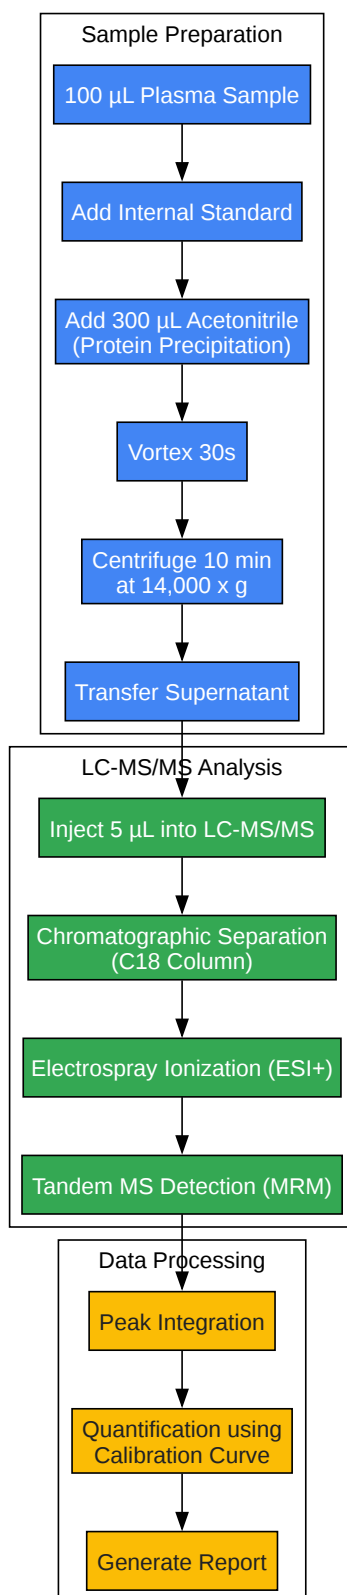 Sample Preparation
100 µL Plasma Sample
Add Internal Standard
Add 300 µL Acetonitrile
(Protein Precipitation)
Vortex 30s
Centrifuge 10 min
at 14,000 x g
Transfer Supernatant
LC-MS/MS Analysis
Inject 5 µL into LC-MS/MS
Chromatographic Separation
(C18 Column)
Electrospray Ionization (ESI+)
Tandem MS Detection (MRM)
Data Processing
Peak Integration
Quantification using
Calibration Curve
Generate Report